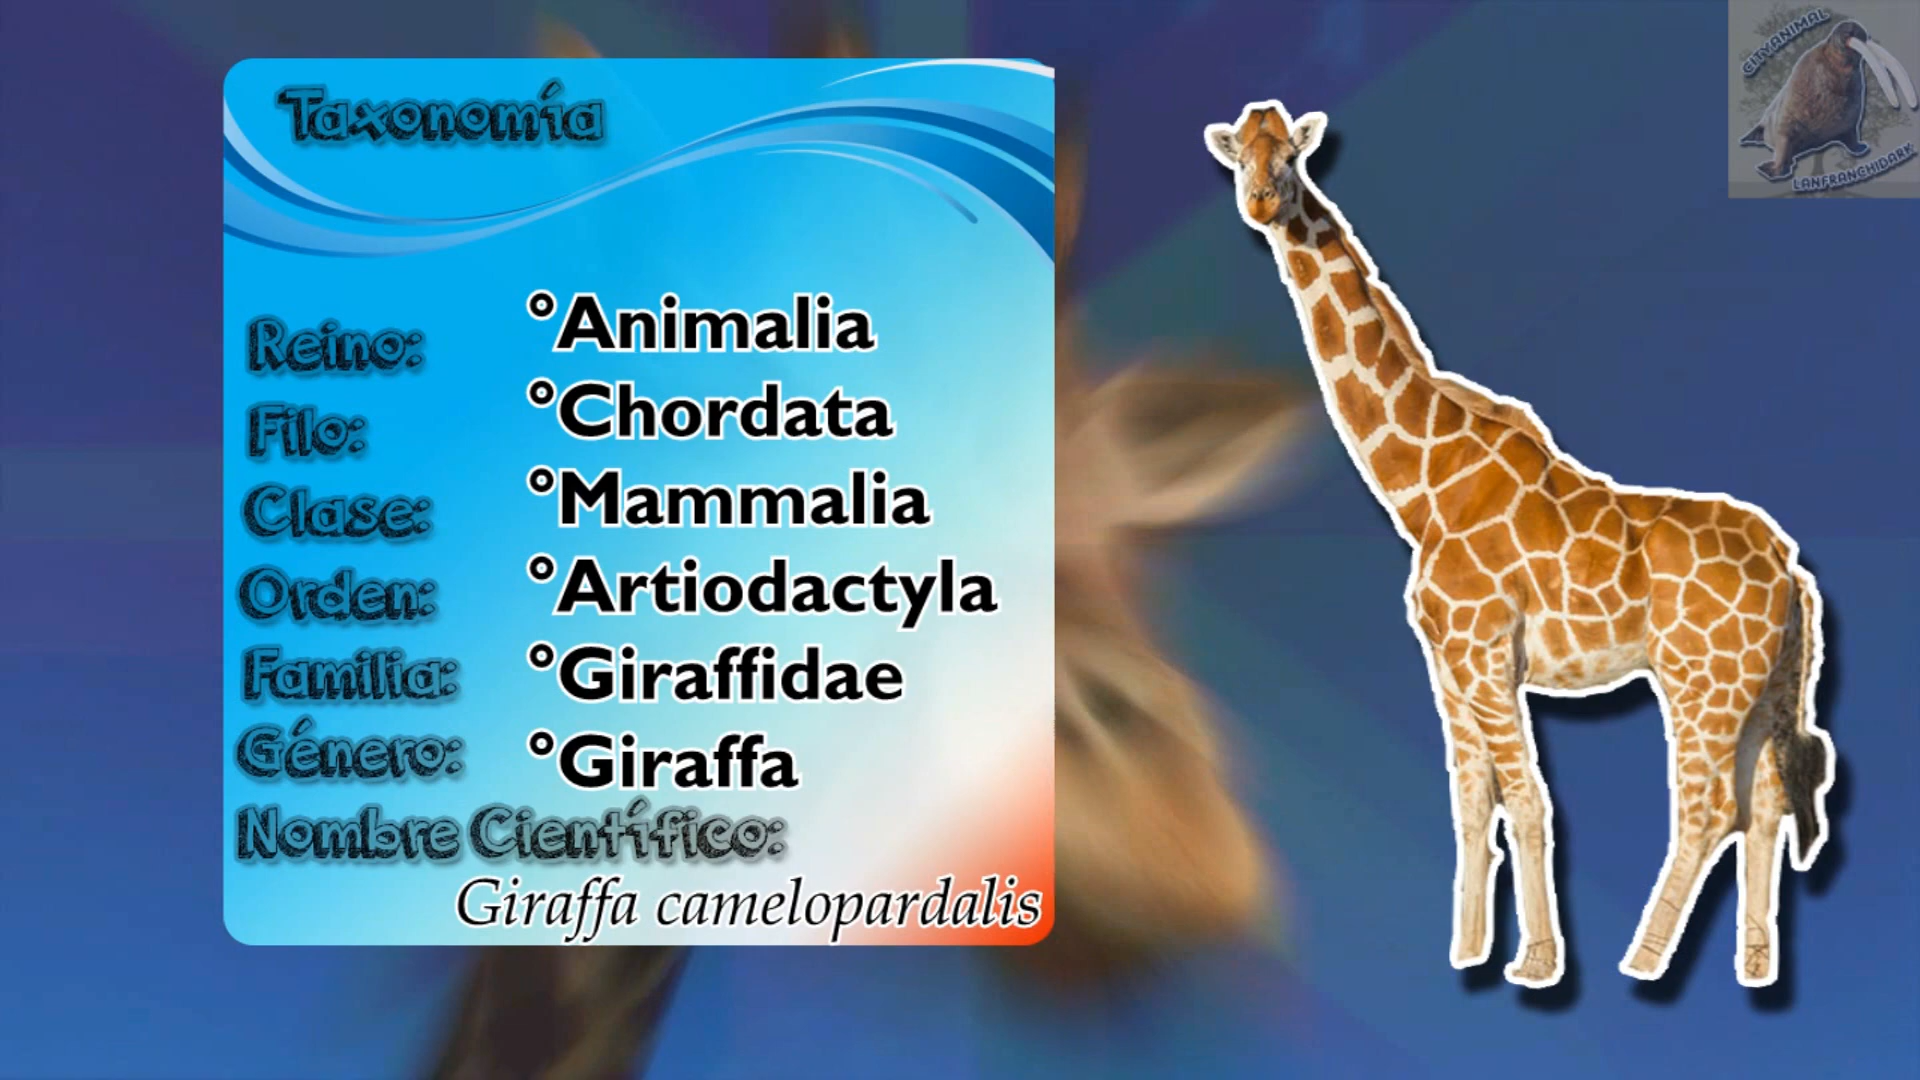 Taxonomía
Reino: °Animalia
Filo: °Chordata
Clase: °Mammalia
Orden: °Artiodactyla
Familia: °Giraffidae
Género: °Giraffa
Nombre Científico:
Giraffa camelopardalis
CITYANIMAL
LANFRANCHIDARK